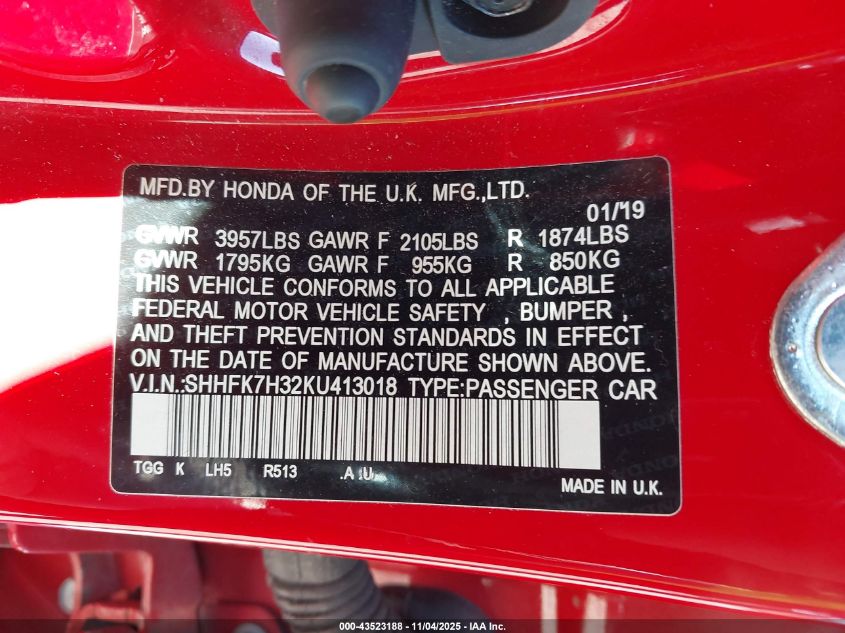 MFD.BY HONDA OF THE U.K. MFG.,LTD.
01/19
GVWR 3957LBS GAWR F 2105LBS R 1874LBS
GVWR 1795KG GAWR F 955KG R 850KG
THIS VEHICLE CONFORMS TO ALL APPLICABLE
FEDERAL MOTOR VEHICLE SAFETY , BUMPER ,
AND THEFT PREVENTION STANDARDS IN EFFECT
ON THE DATE OF MANUFACTURE SHOWN ABOVE.
V.I.N.:SHHFK7H32KU413018 TYPE:PASSENGER CAR
TGG K LH5 R513
MADE IN U.K.
000-43523188 - 11/04/2025 - IAA Inc.